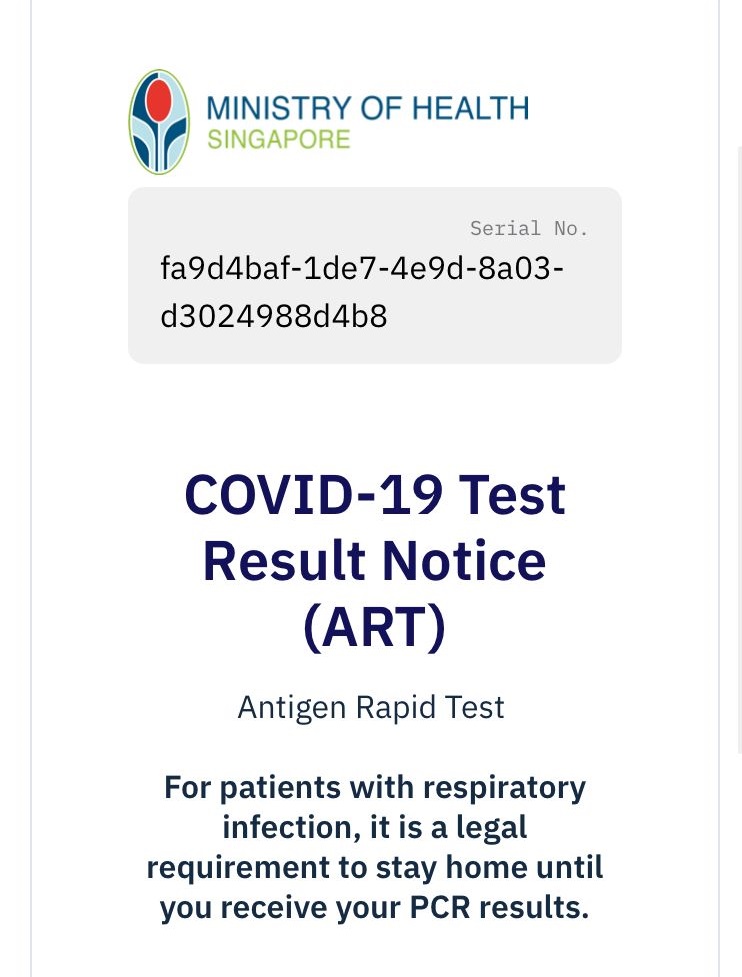 MINISTRY OF HEALTH
SINGAPORE
Serial No.
fa9d4baf-1de7-4e9d-8a03-
d3024988d4b8
COVID-19 Test
Result Notice
(ART)
Antigen Rapid Test
For patients with respiratory
infection, it is a legal
requirement to stay home until
you receive your PCR results.